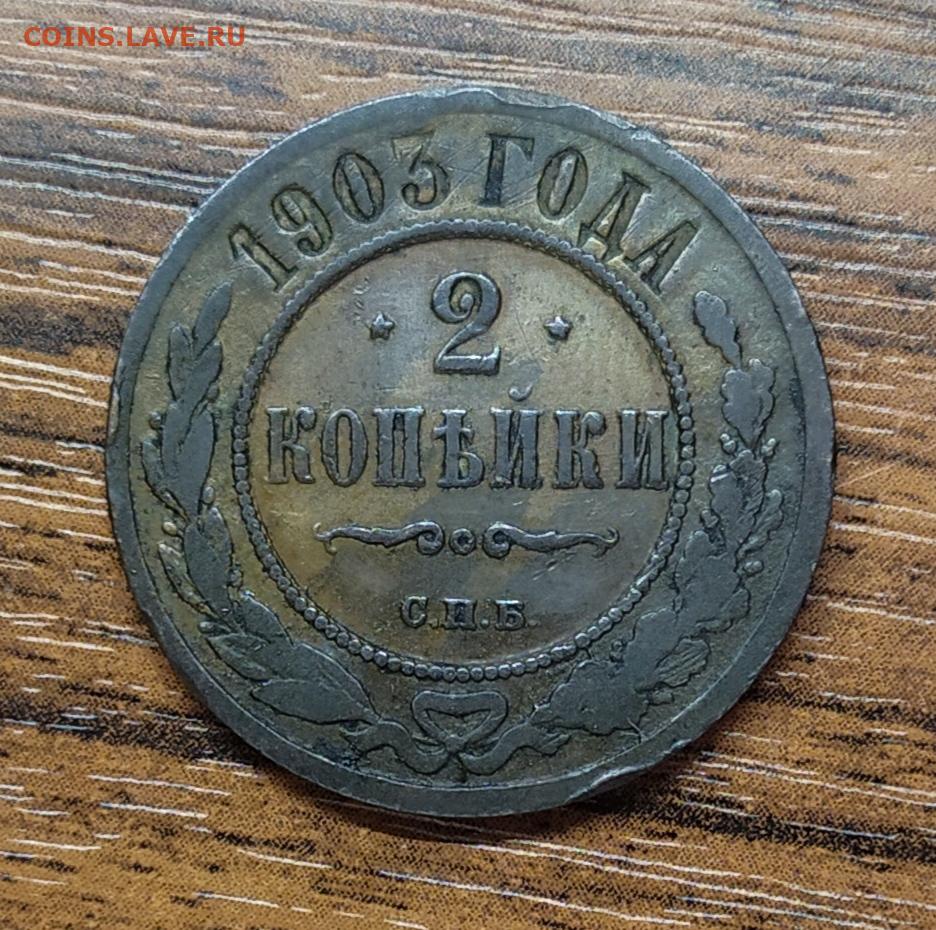 COINS.LAVE.RU
1903 ГОДА
2
КОПѢЙКИ
С.П.Б.